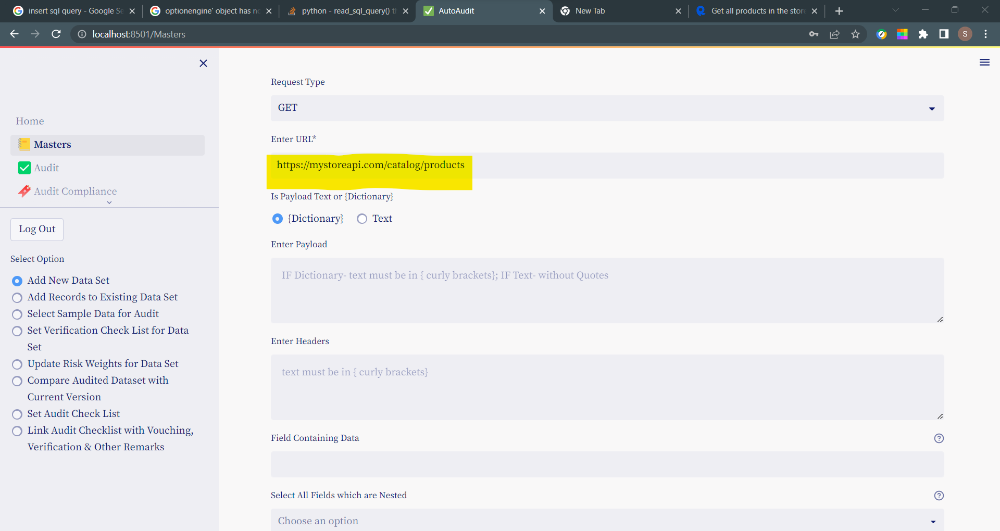 insert sql query - Google Se
optionengine' object has no
python - read_sql_query() th
AutoAudit
New Tab
Get all products in the store
localhost:8501/Masters
S
Home
Masters
Audit
Audit Compliance
Log Out
Select Option
Add New Data Set
Add Records to Existing Data Set
Select Sample Data for Audit
Set Verification Check List for Data
Set
Update Risk Weights for Data Set
Compare Audited Dataset with
Current Version
Set Audit Check List
Link Audit Checklist with Vouching,
Verification & Other Remarks
Request Type
GET
Enter URL*
https://mystoreapi.com/catalog/products
Is Payload Text or {Dictionary}
{Dictionary}
Text
Enter Payload
IF Dictionary- text must be in { curly brackets}; IF Text- without Quotes
Enter Headers
text must be in { curly brackets}
Field Containing Data
Select All Fields which are Nested
Choose an option